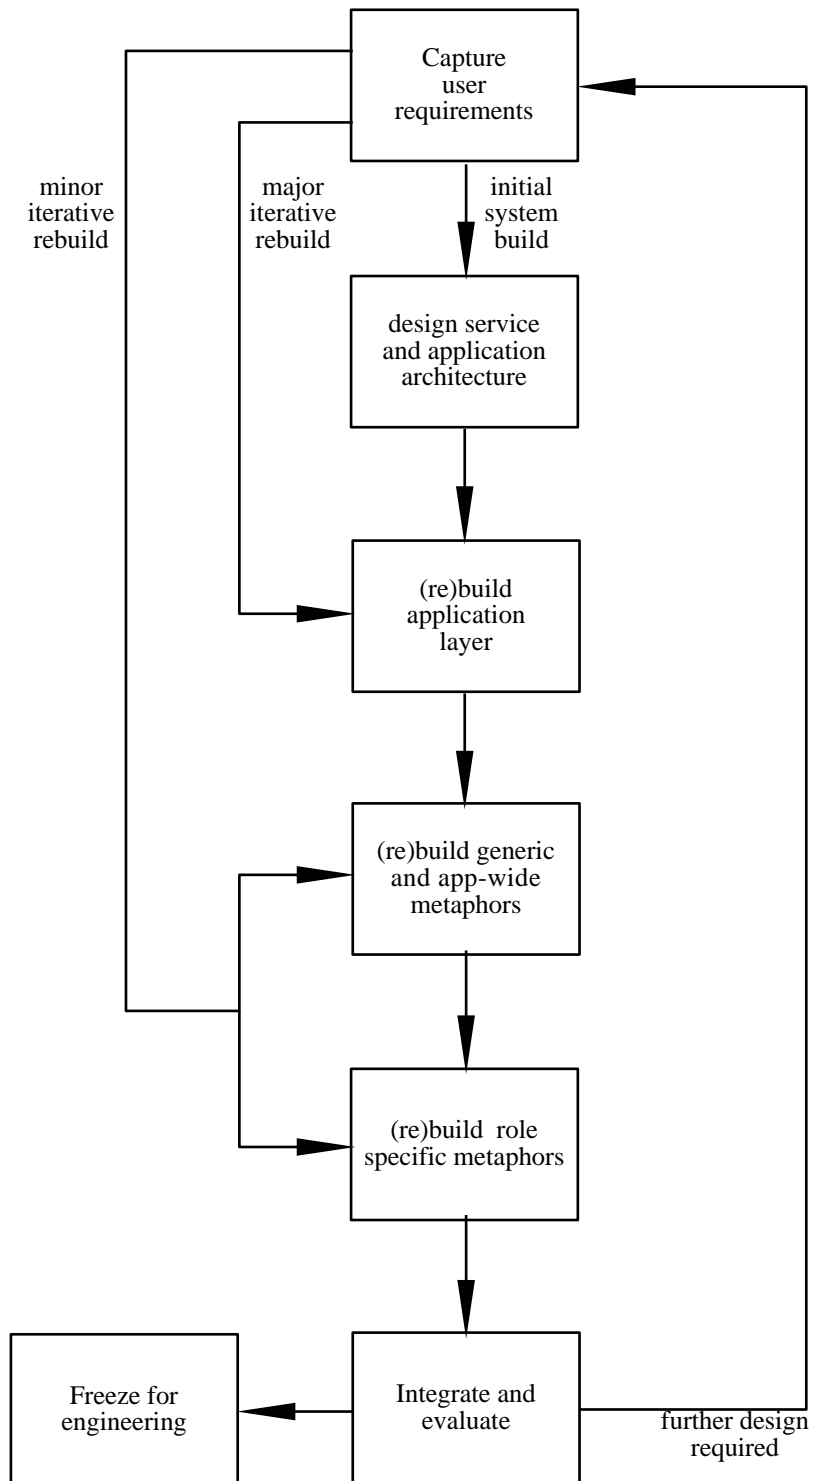 Capture
user
requirements
minor
iterative
rebuild
major
iterative
rebuild
initial
system
build
design service
and application
architecture
(re)build
application
layer
(re)build generic
and app-wide
metaphors
(re)build role
specific metaphors
Freeze for
engineering
Integrate and
evaluate
further design
required